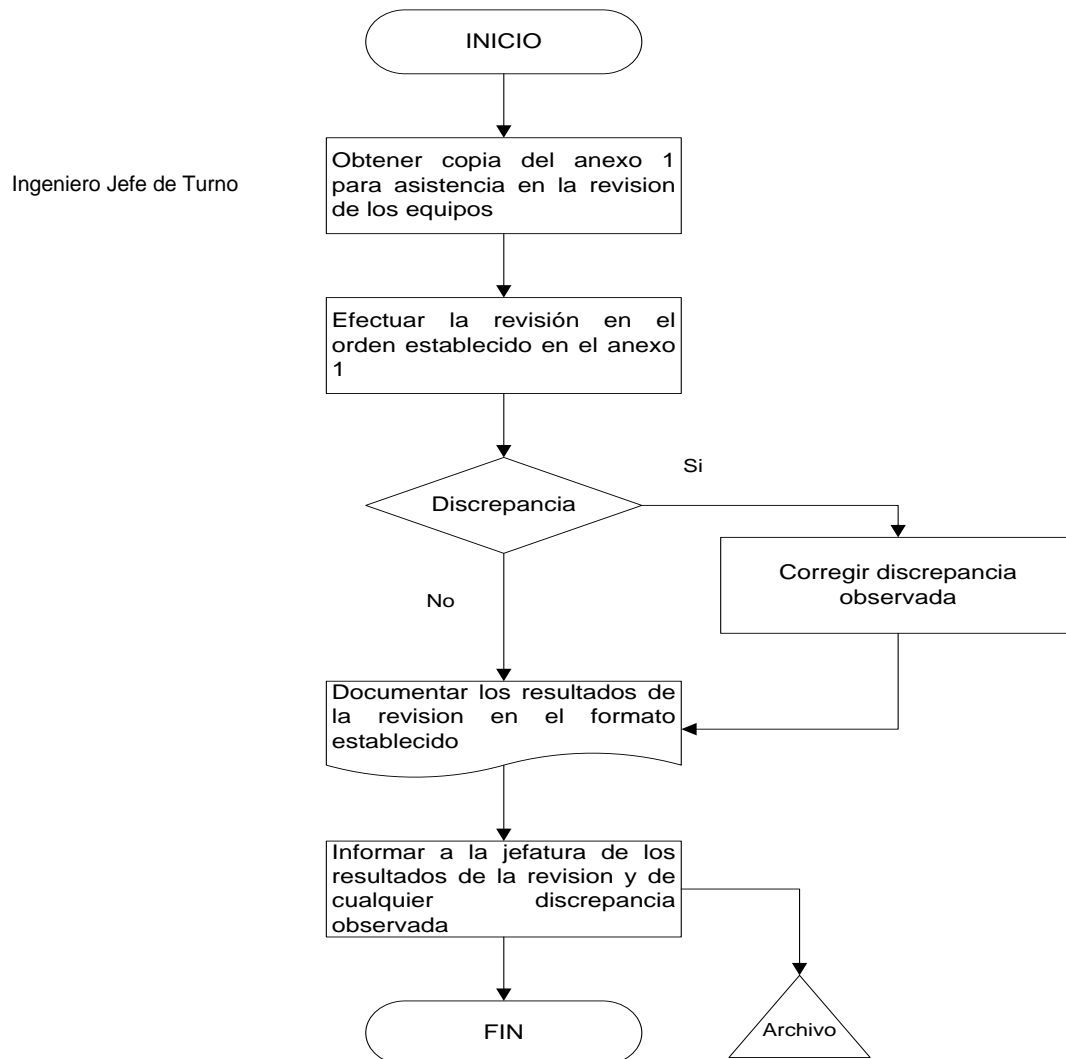 INICIO
Ingeniero Jefe de Turno
Obtener copia del anexo 1
para asistencia en la revision
de los equipos
Efectuar la revisión en el
orden establecido en el anexo
1
Discrepancia
Si
Corregir discrepancia
observada
No
Documentar los resultados de
la revision en el formato
establecido
Informar a la jefatura de los
resultados de la revision y de
cualquier discrepancia
observada
FIN
Archivo